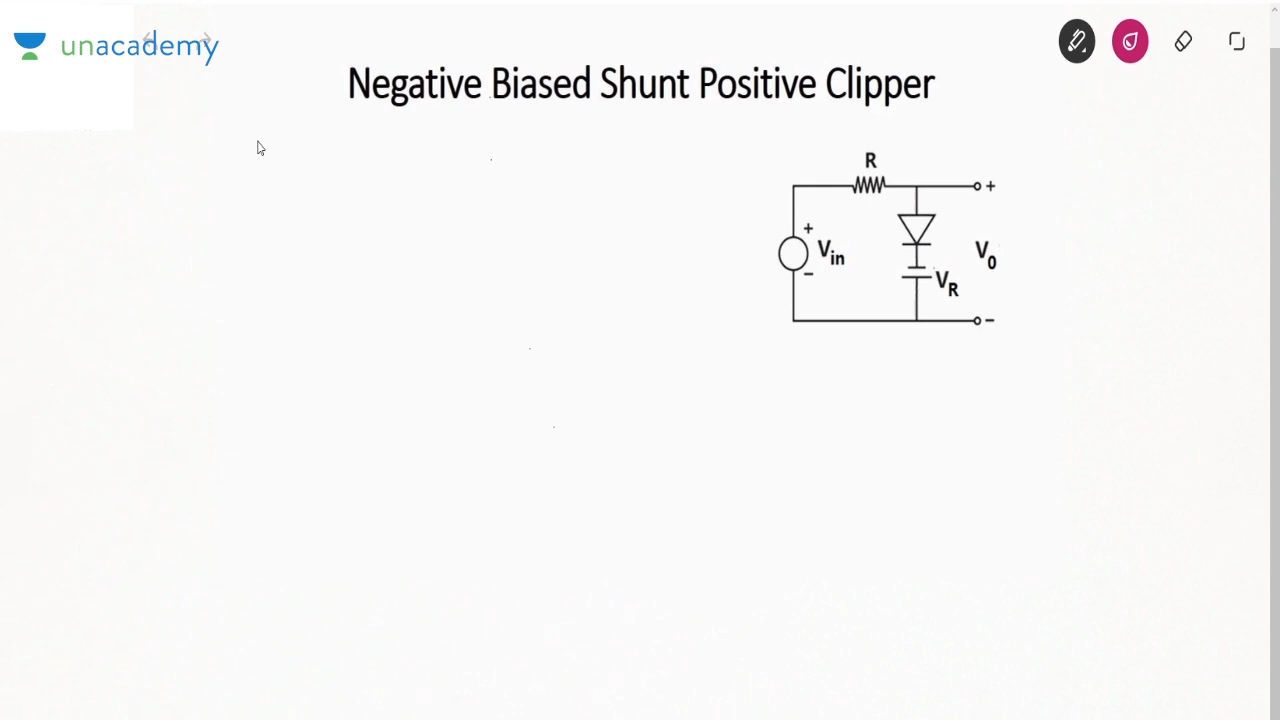 unacademy
Negative Biased Shunt Positive Clipper
R
+
+
Vin
V0
−
VR
−